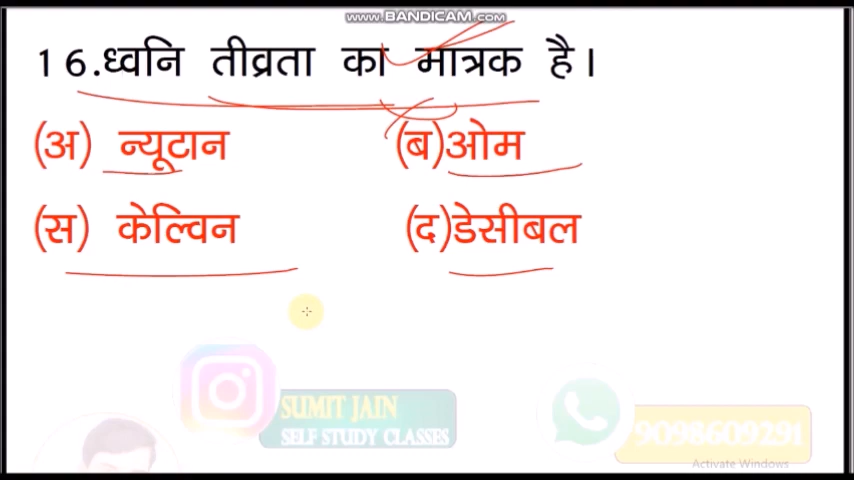 www.BANDICAM.com
16.ध्वनि तीव्रता का मात्रक है।
(अ) न्यूटान (ब)ओम
(स) केल्विन (द)डेसीबल
SUMIT JAIN
SELF STUDY CLASSES
9098609291
Activate Windows